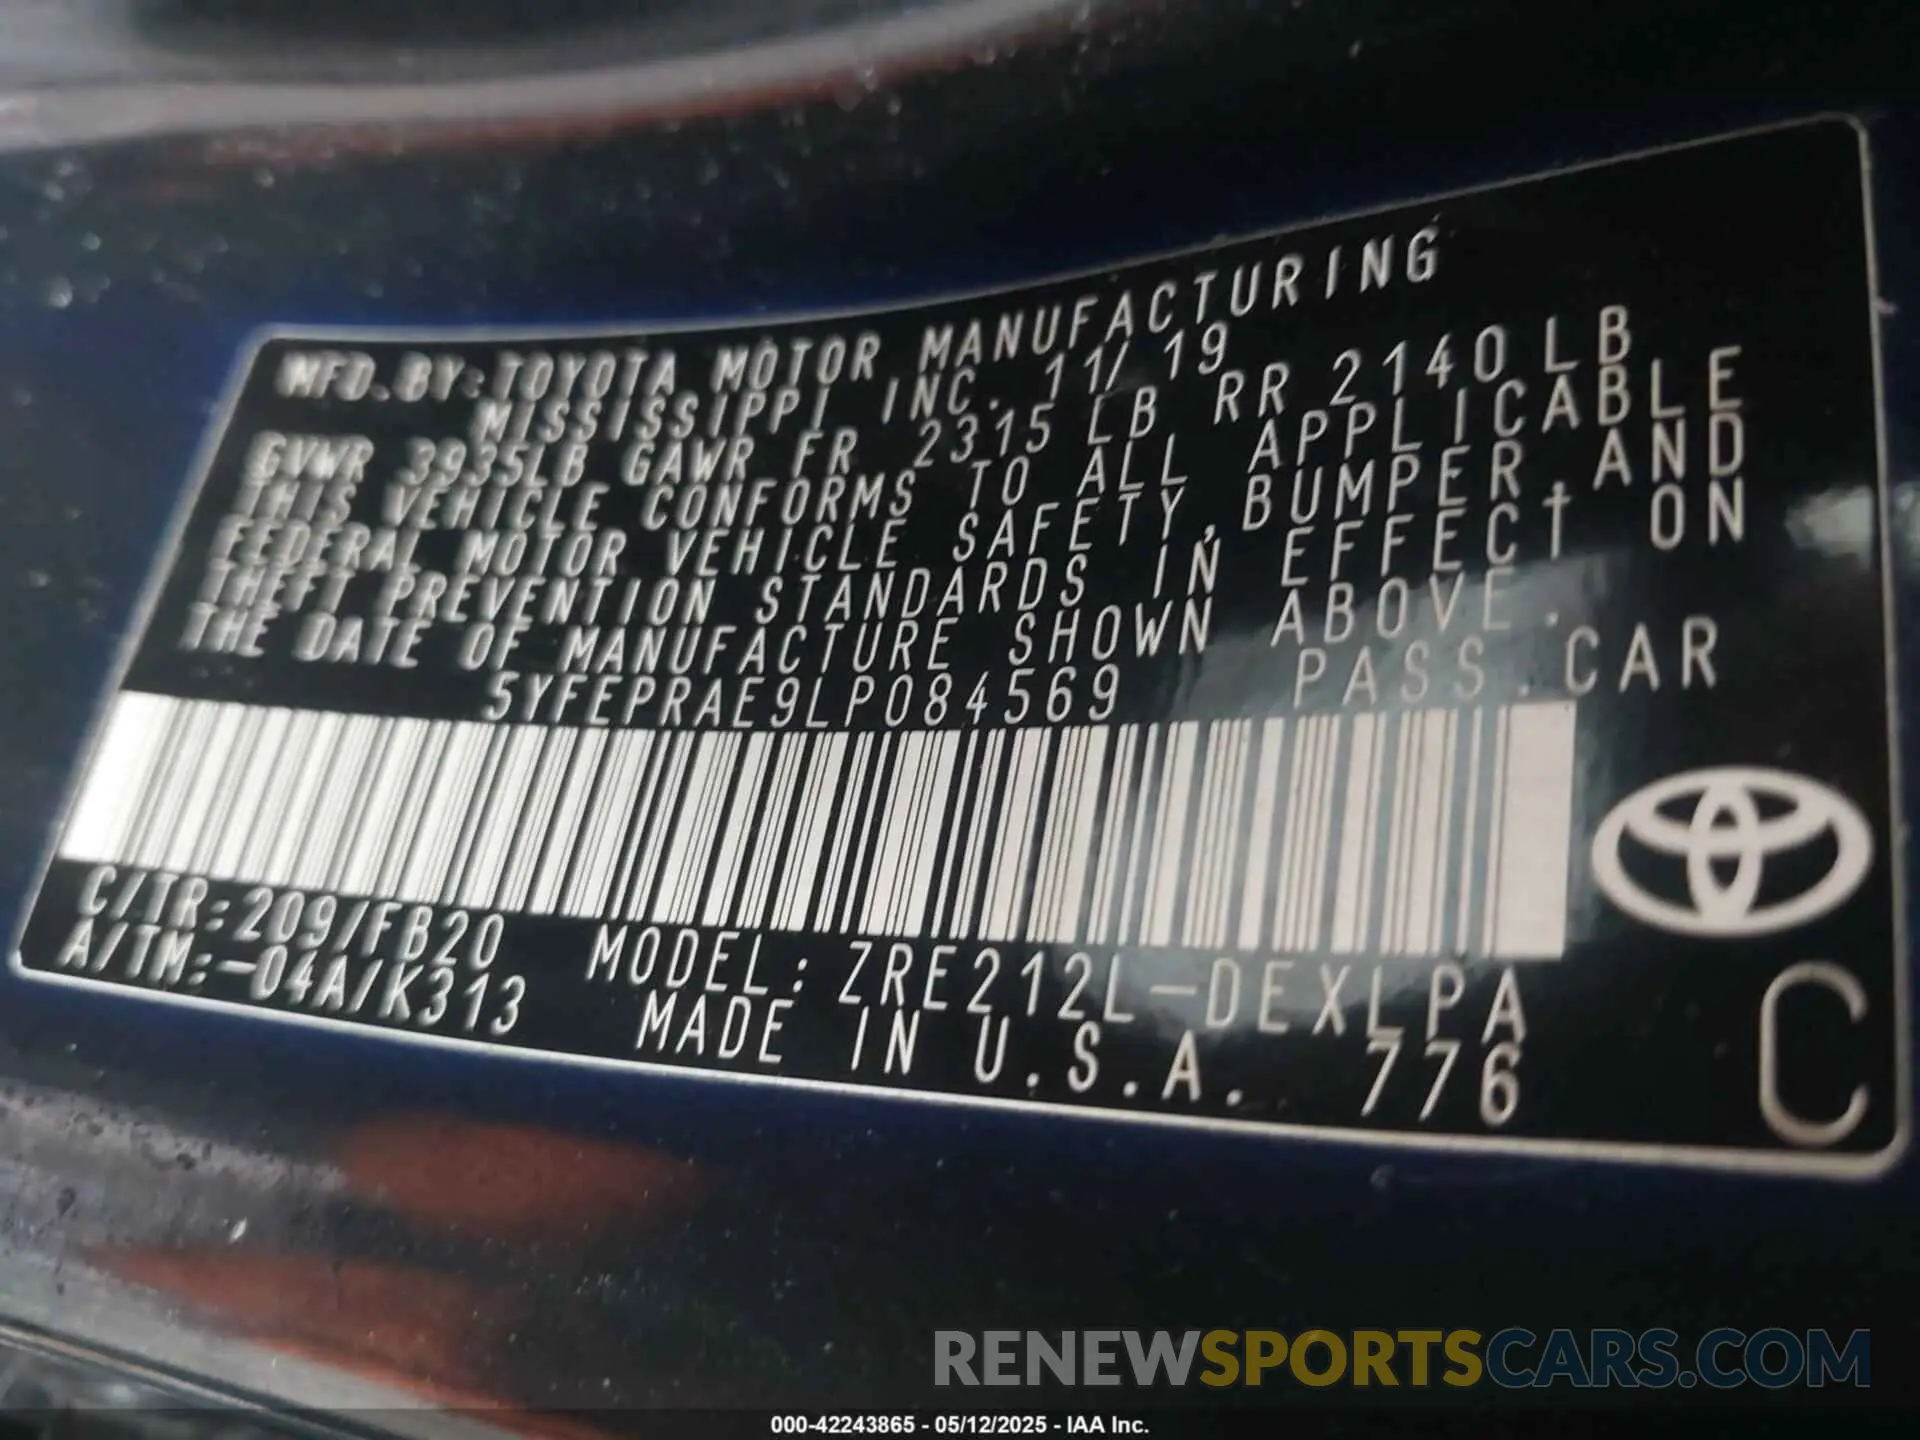 MFD. BY: TOYOTA MOTOR MANUFACTURING
MISSISSIPPI INC. 11/19
GVWR 3935LB GAWR FR 2315 LB RR 2140 LB
THIS VEHICLE CONFORMS TO ALL APPLICABLE
FEDERAL MOTOR VEHICLE SAFETY, BUMPER, AND
THEFT PREVENTION STANDARDS IN EFFECT ON
THE DATE OF MANUFACTURE SHOWN ABOVE.
5YFEPRAE9LP084569 PASS. CAR
C/TR: 209/FB20 MODEL: ZRE212L-DEXLPA
A/TM: -04A/K313 MADE IN U.S.A. 776
C
RENEWSPORTSCARS.COM
000-42243865 - 05/12/2025 - IAA Inc.